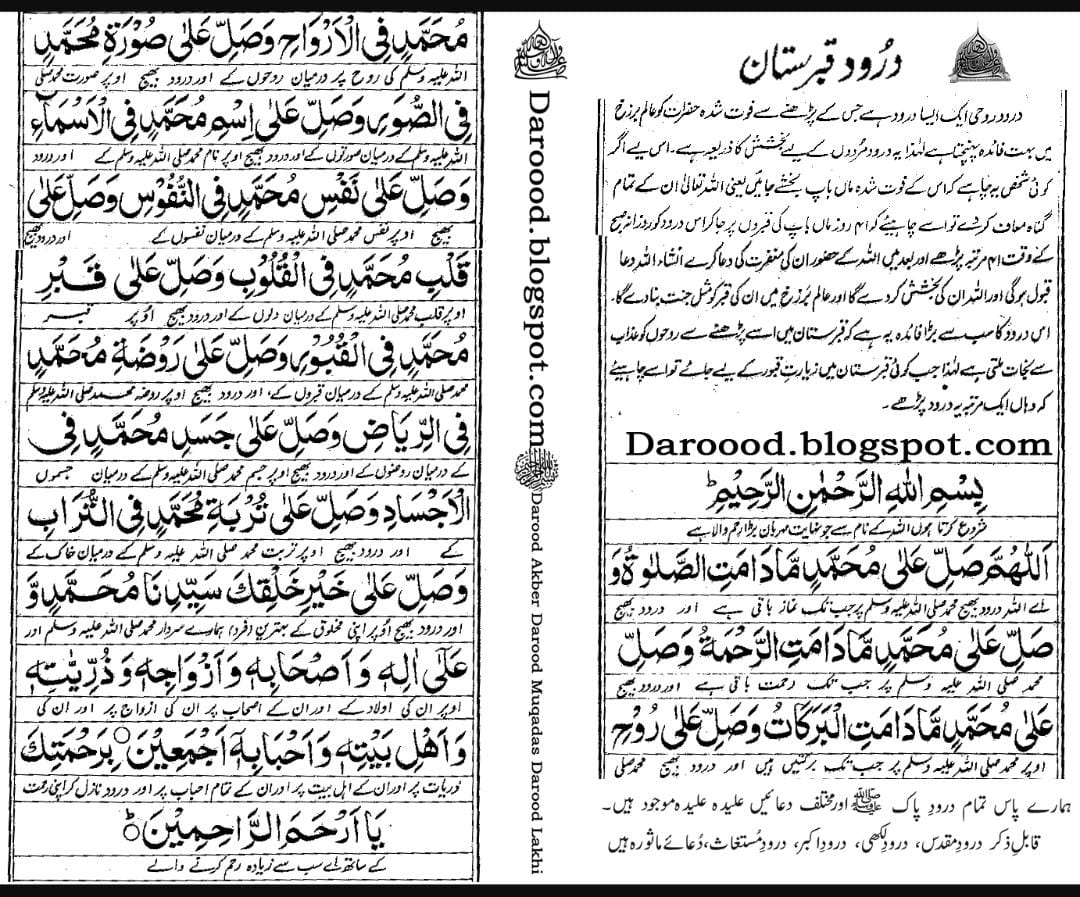 درود قبرستان
درود روحی ایک ایسا درود ہے جس کے پڑھنے سے فوت شدہ حضرات کو عالم برزخ
میں بہت فائدہ پہنچتا ہے لہٰذا یہ درود مُردوں کے لیے بخشش کا ذریعہ ہے۔ اس لیے اگر
کوئی شخص یہ چاہے کہ اس کے فوت شدہ ماں باپ بخشے جائیں یعنی اللہ تعالیٰ ان کے تمام
گناہ معاف کر دے تو اسے چاہیئے کہ ۴۱ روز ماں باپ کی قبروں پر جا کر اس درود کو روزانہ صبح
کے وقت ۴۱ مرتبہ پڑھے اور بعد میں اللہ کے حضور ان کی مغفرت کی دعا کرے انشاء اللہ دعا
قبول ہوگی اور اللہ ان کی بخشش کر دے گا اور عالم برزخ میں ان کی قبر کو مثل جنت بنا دے گا۔
اس درود کا سب سے بڑا فائدہ یہ ہے کہ قبرستان میں اسے پڑھنے سے روحوں کو عذاب
سے نجات ملتی ہے لہٰذا جب کوئی قبرستان میں زیارتِ قبور کے لیے جائے تو اسے چاہیئے
کہ وہاں ایک مرتبہ یہ درود پڑھے۔
Daroood.blogspot.com
بِسْمِ اللهِ الرَّحْمٰنِ الرَّحِيْمِ ط
شروع کرتا ہوں اللہ کے نام سے جو نہایت مہربان بڑا رحم والا ہے
اَللّٰهُمَّ صَلِّ عَلٰى مُحَمَّدٍ مَّا دَامَتِ الصَّلٰوةُ وَ
اے اللہ درود بھیج محمد صلی اللہ علیہ وسلم پر جب تک نماز باقی ہے اور درود بھیج
صَلِّ عَلٰى مُحَمَّدٍ مَّا دَامَتِ الرَّحْمَةُ وَصَلِّ
محمد صلی اللہ علیہ وسلم پر جب تک رحمت باقی ہے اور درود بھیج
عَلٰى مُحَمَّدٍ مَّا دَامَتِ الْبَرَكَاتُ وَصَلِّ عَلٰى رُوْحِ
اوپر محمد صلی اللہ علیہ وسلم پر جب تک برکتیں ہیں اور درود بھیج محمد صلی
ہمارے پاس تمام درودِ پاک ﷺ اور مختلف دعائیں علیدہ علیدہ موجود ہیں۔
قابلِ ذکر درودِ مقدس، درودِ لکھی، درودِ اکبر، درودِ مُستغاث، دُعائے ماثورہ ہیں
Daroood.blogspot.com
Darood Akber Darood Muqadas Darood Lakhi
مُحَمَّدٍ فِي الْاَرْوَاحِ وَصَلِّ عَلٰى صُوْرَةِ مُحَمَّدٍ
اللہ علیہ وسلم کی روح پر درمیان روحوں کے اور درود بھیج اوپر صورت محمد صلی
فِي الصُّوَرِ وَصَلِّ عَلٰى اِسْمِ مُحَمَّدٍ فِي الْاَسْمَآءِ
اللہ علیہ وسلم کے درمیان صورتوں کے اور درود بھیج اوپر نام محمد صلی اللہ علیہ وسلم کے اور درود
وَصَلِّ عَلٰى نَفْسِ مُحَمَّدٍ فِي النُّفُوْسِ وَصَلِّ عَلٰى
بھیج اوپر نفس محمد صلی اللہ علیہ وسلم کے درمیان نفسوں کے اور درود بھیج
قَلْبِ مُحَمَّدٍ فِي الْقُلُوْبِ وَصَلِّ عَلٰى قَبْرِ
اوپر قلب محمد صلی اللہ علیہ وسلم کے درمیان دلوں کے اور درود بھیج اوپر قبر
مُحَمَّدٍ فِي الْقُبُوْرِ وَصَلِّ عَلٰى رَوْضَةِ مُحَمَّدٍ
محمد صلی اللہ علیہ وسلم کے درمیان قبروں کے، اور درود بھیج اوپر روضہ محمد صلی اللہ علیہ وسلم
فِي الرِّيَاضِ وَصَلِّ عَلٰى جَسَدِ مُحَمَّدٍ فِي
کے درمیان روضوں کے اور درود بھیج اوپر جسم محمد صلی اللہ علیہ وسلم کے درمیان جسموں
الْاَجْسَادِ وَصَلِّ عَلٰى تُرْبَةِ مُحَمَّدٍ فِي التُّرَابِ
کے اور درود بھیج اوپر تربت محمد صلی اللہ علیہ وسلم کے درمیان خاک کے
وَصَلِّ عَلٰى خَيْرِ خَلْقِكَ سَيِّدِنَا مُحَمَّدٍ وَّ
اور درود بھیج اوپر اپنی مخلوق کے بہترین (فرد) ہمارے سردار محمد صلی اللہ علیہ وسلم اور
عَلٰٓى اٰلِهٖ وَاَصْحَابِهٖ وَاَزْوَاجِهٖ وَذُرِّيّٰتِهٖ
اوپر ان کی اولاد کے اور ان کے اصحاب پر ان کی ازواج پر اور ان کی
وَاَهْلِ بَيْتِهٖ وَاَحْبَابِهٖٓ اَجْمَعِيْنَ ۝ بِرَحْمَتِكَ
ذریات پر اور ان کے اہل بیت پر اور ان کے تمام احباب پر اور درود نازل کر اپنی رحمت
يَا اَرْحَمَ الرَّاحِمِيْنَ ۝ ط
کے ساتھ اے سب سے زیادہ رحم کرنے والے